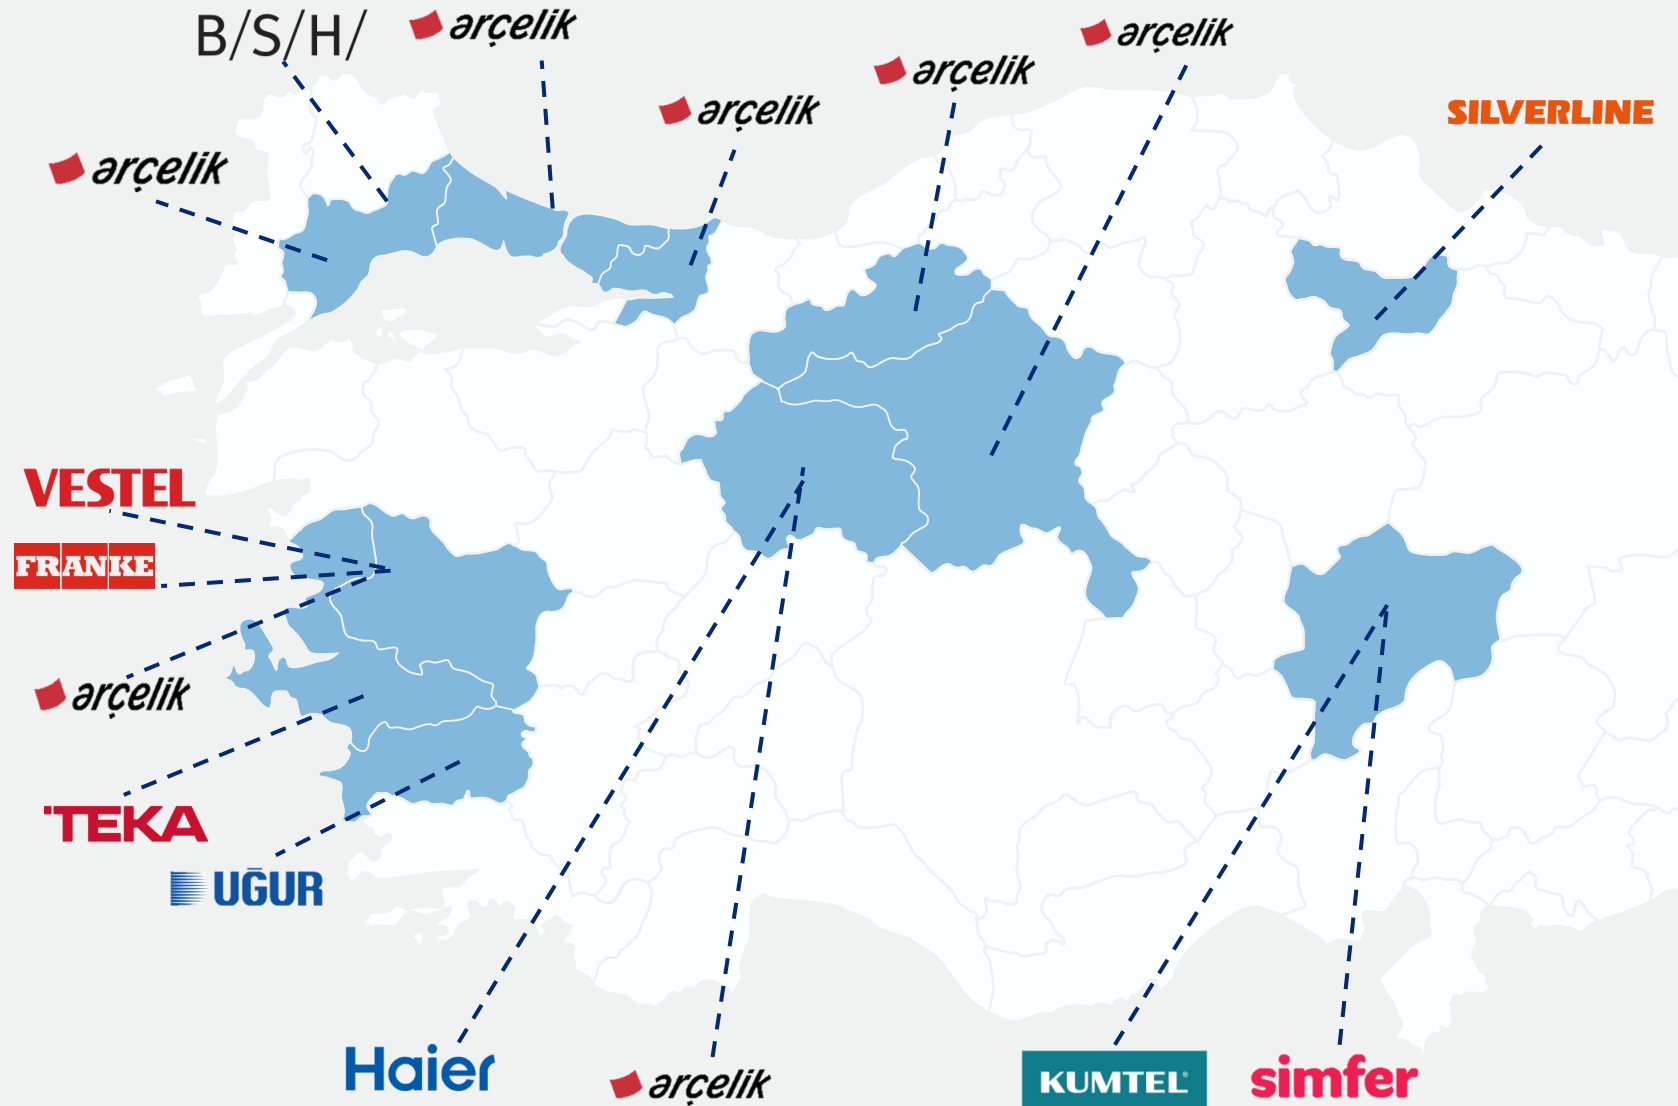 B/S/H/
arçelik
arçelik
arçelik
arçelik
SILVERLINE
arçelik
VESTEL
FRANKE
arçelik
TEKA
UĞUR
Haier
arçelik
KUMTEL®
simfer